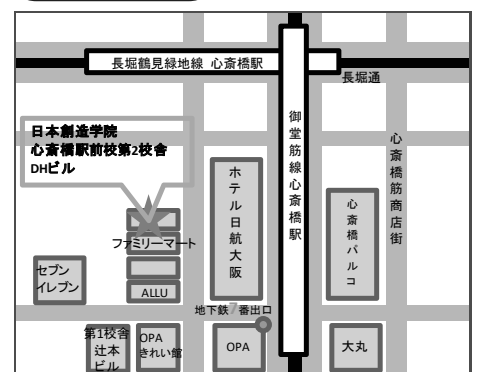 長堀鶴見緑地線 心斎橋駅
長堀通
日本創造学院
心斎橋駅前校第2校舎
DHビル
御堂筋線心斎橋駅
心斎橋筋商店街
ホテル日航大阪
心斎橋パルコ
ファミリーマート
セブン
イレブン
ALLU
地下鉄7番出口
第1校舎
辻本
ビル
OPA
きれい館
OPA
大丸